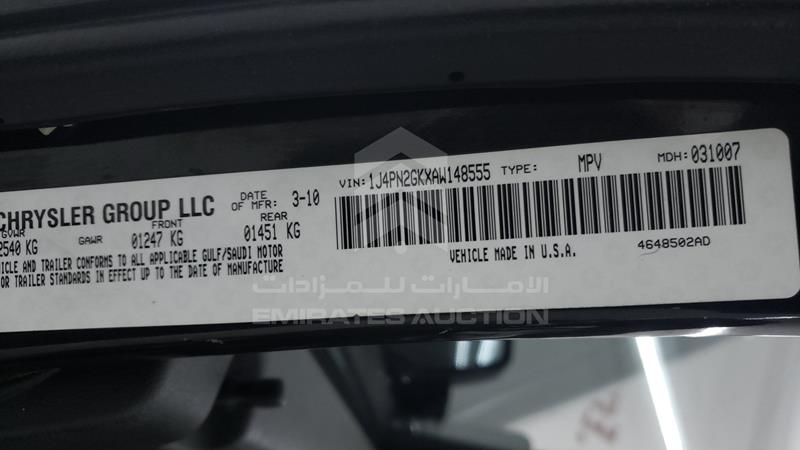 CHRYSLER GROUP LLC
DATE OF MFR: 3-10
VIN: 1J4PN2GKXAW148555 TYPE: MPV MDH: 031007
GVWR
2540 KG
GAWR
FRONT
01247 KG
REAR
01451 KG
AND TRAILER CONFORMS TO ALL APPLICABLE GULF/SAUDI MOTOR
OR TRAILER STANDARDS IN EFFECT UP TO THE DATE OF MANUFACTURE
VEHICLE MADE IN U.S.A. 4648502AD
الإمارات للمزادات
EMIRATES AUCTION